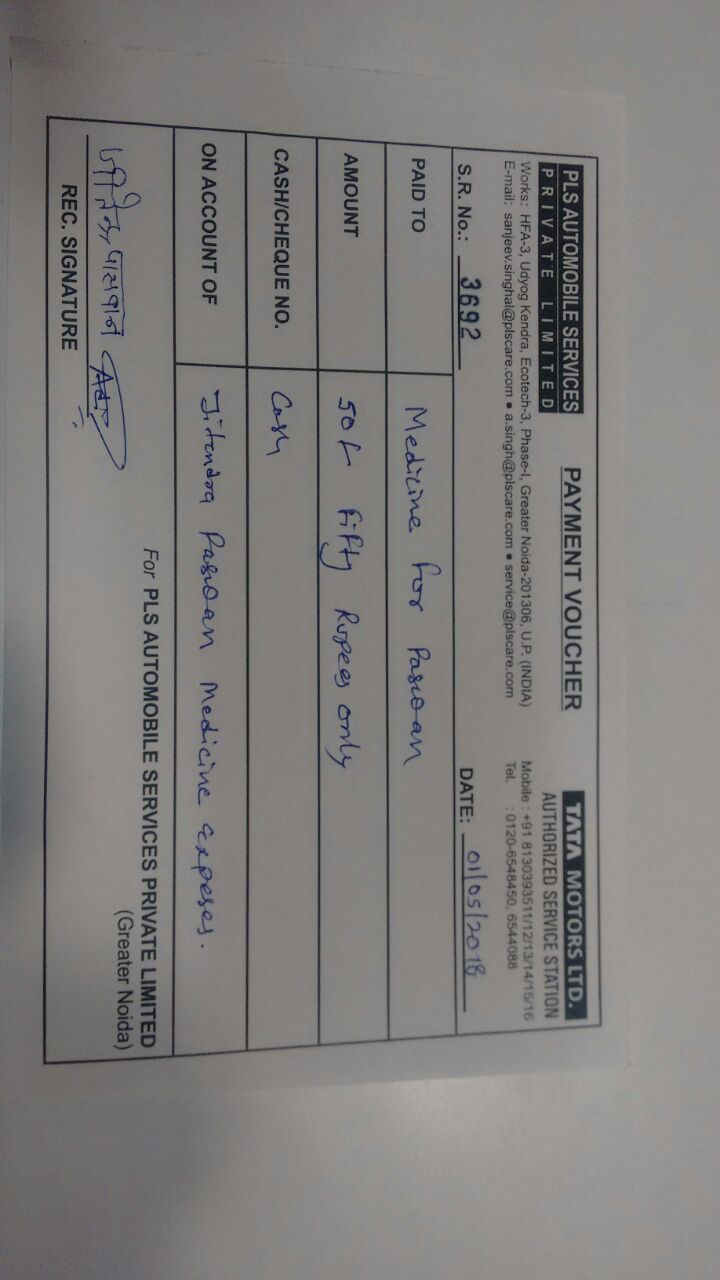 PLS AUTOMOBILE SERVICES
PRIVATE LIMITED
PAYMENT VOUCHER
TATA MOTORS LTD.
AUTHORIZED SERVICE STATION
Works: HFA-3, Udyog Kendra, Ecotech-3, Phase-I, Greater Noida-201306, U.P. (INDIA)
Mobile : +91 8130393511/12/13/14/15/16
E-mail: sanjeev.singhal@plscare.com • a.singh@plscare.com • service@plscare.com
Tel. : 0120-6548450, 6544088
S.R. No.: 3692
DATE: 01/05/2018
PAID TO Medicine for Paswan
AMOUNT 50/- Fifty Rupees only
CASH/CHEQUE NO. Cash
ON ACCOUNT OF Jitendra Paswan Medicine expeses.
For PLS AUTOMOBILE SERVICES PRIVATE LIMITED
(Greater Noida)
पासवान
REC. SIGNATURE